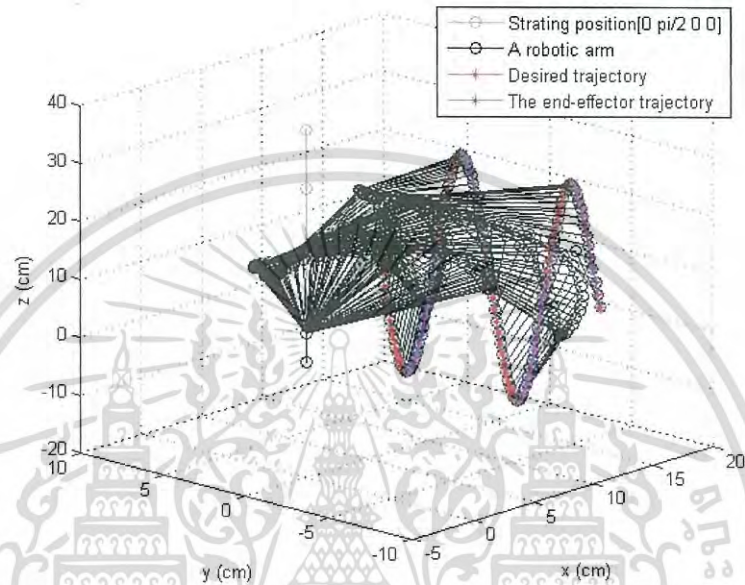 Strating position[0 pi/2 0 0]
A robotic arm
Desired trajectory
The end-effector trajectory
40
30
20
10
0
-10
-20
z (cm)
10
5
0
-5
-10
y (cm)
-5
0
5
10
15
20
x (cm)